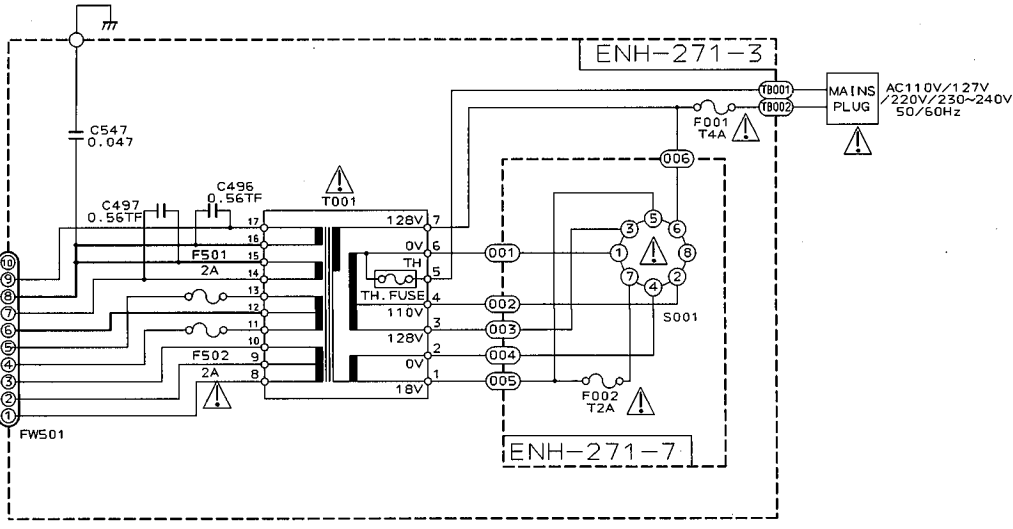 ENH-271-3
TB001
TB002
MAINS
PLUG
AC110V/127V
/220V/230~240V
50/60Hz
F001
T4A
C547
0.047
006
C496
0.56TF
C497
0.56TF
T001
17
16
15
14
13
12
11
10
9
8
F501
2A
F502
2A
128V
7
0V
6
TH
5
TH.FUSE
4
110V
3
128V
2
0V
1
18V
001
002
003
004
005
5
3
6
1
8
7
2
4
S001
F002
T2A
ENH-271-7
10
9
8
7
6
5
4
3
2
1
FW501